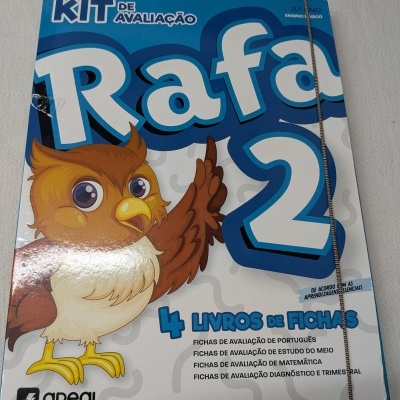 KIT DE AVALIAÇÃO
2.º ANO
ENSINO BÁSICO
Rafa
2
DE ACORDO COM AS
APRENDIZAGENS ESSENCIAIS
4 LIVROS DE FICHAS
FICHAS DE AVALIAÇÃO DE PORTUGUÊS
FICHAS DE AVALIAÇÃO DE ESTUDO DO MEIO
FICHAS DE AVALIAÇÃO DE MATEMÁTICA
FICHAS DE AVALIAÇÃO DIAGNÓSTICO E TRIMESTRAL
areal